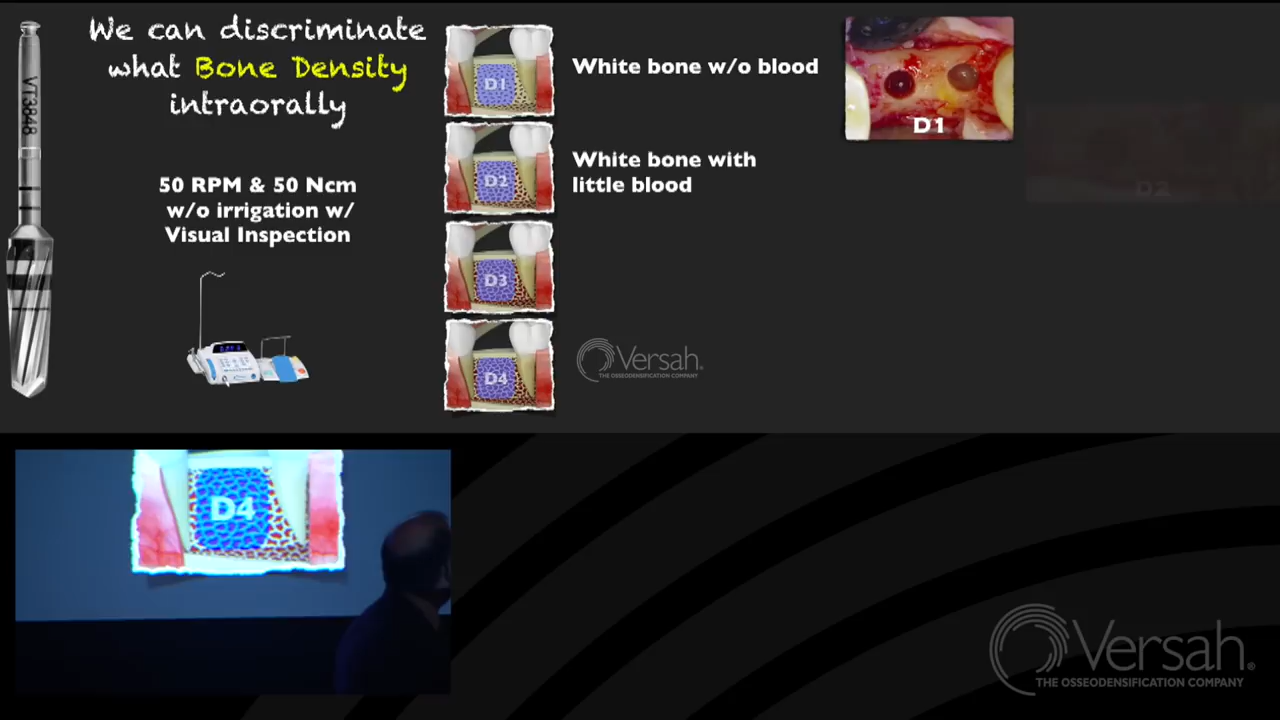 We can discriminate
what Bone Density
intraorally
VT3848
50 RPM & 50 Ncm
w/o irrigation w/
Visual Inspection
D1
White bone w/o blood
D1
D2
White bone with
little blood
D2
D3
D4
Versah®
THE OSSEODENSIFICATION COMPANY
D4
Versah®
THE OSSEODENSIFICATION COMPANY